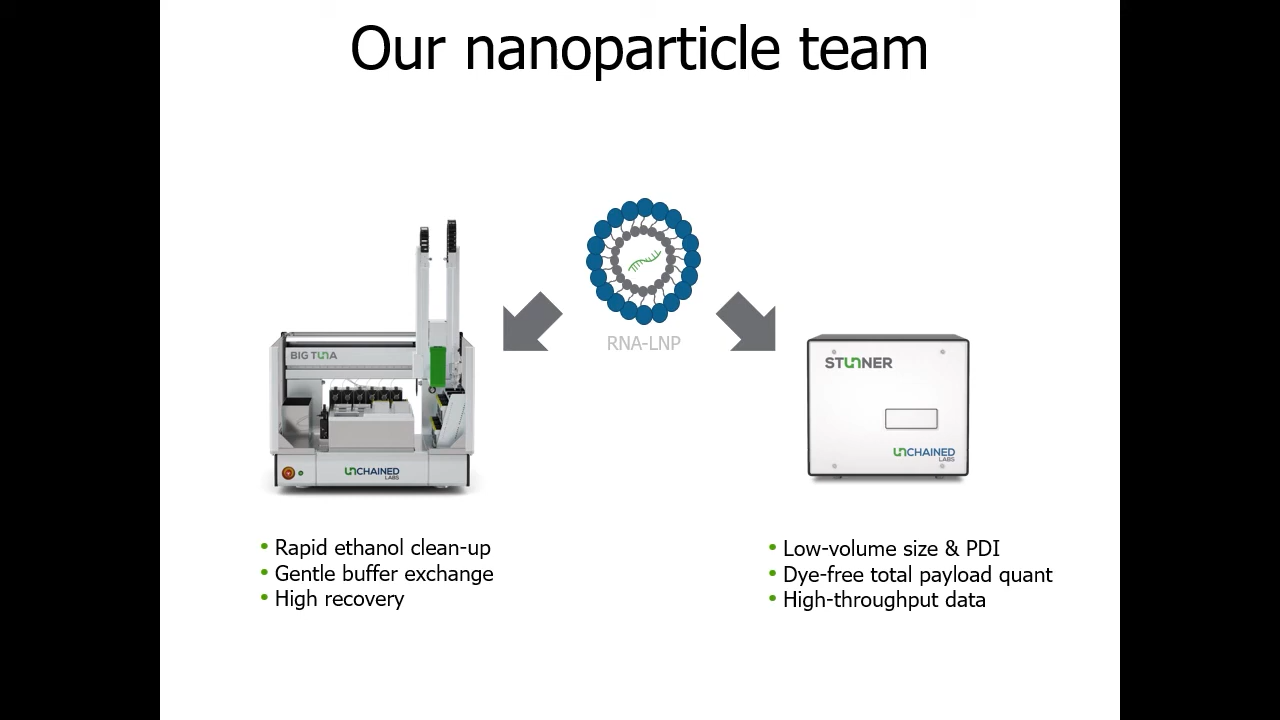 Our nanoparticle team
RNA-LNP
BIG TUNA
UNCHAINED
LABS
• Rapid ethanol clean-up
• Gentle buffer exchange
• High recovery
STUNNER
UNCHAINED
LABS
• Low-volume size & PDI
• Dye-free total payload quant
• High-throughput data